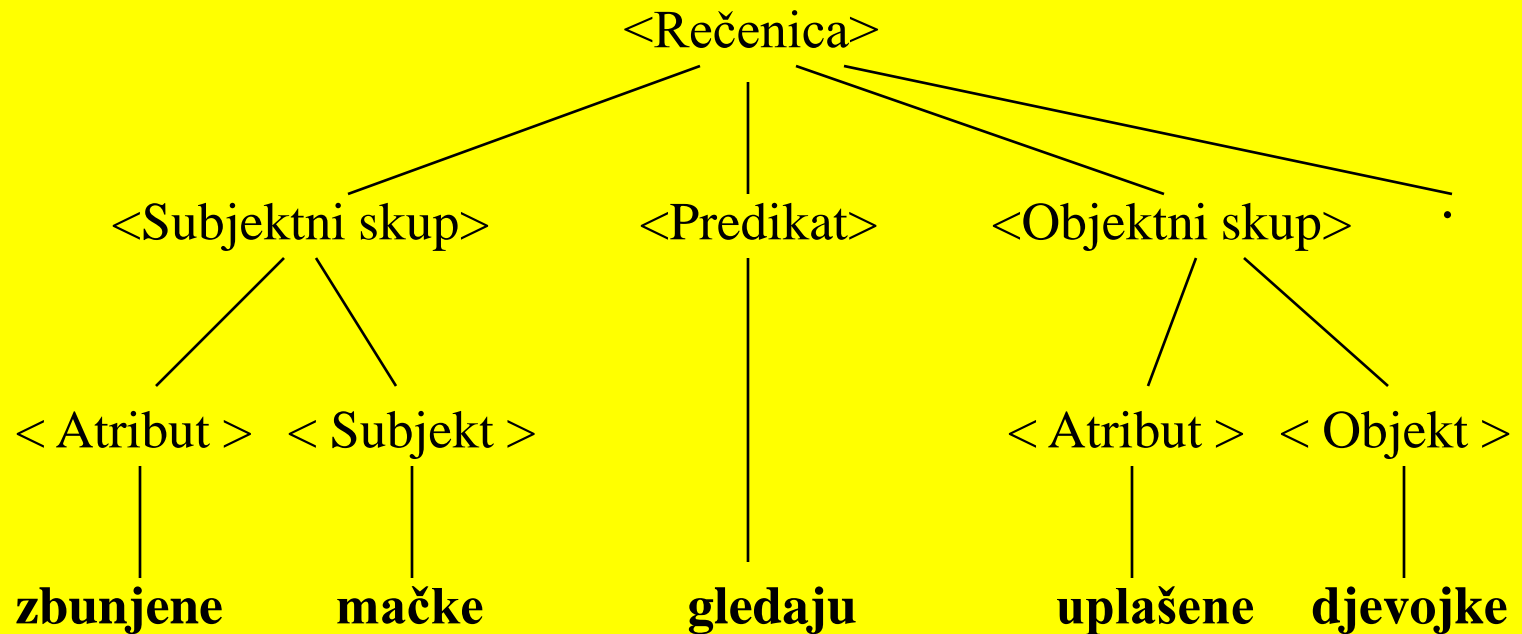 <Rečenica>
<Subjektni skup> <Predikat> <Objektni skup> .
< Atribut > < Subjekt > < Atribut > < Objekt >
zbunjene mačke gledaju uplašene djevojke